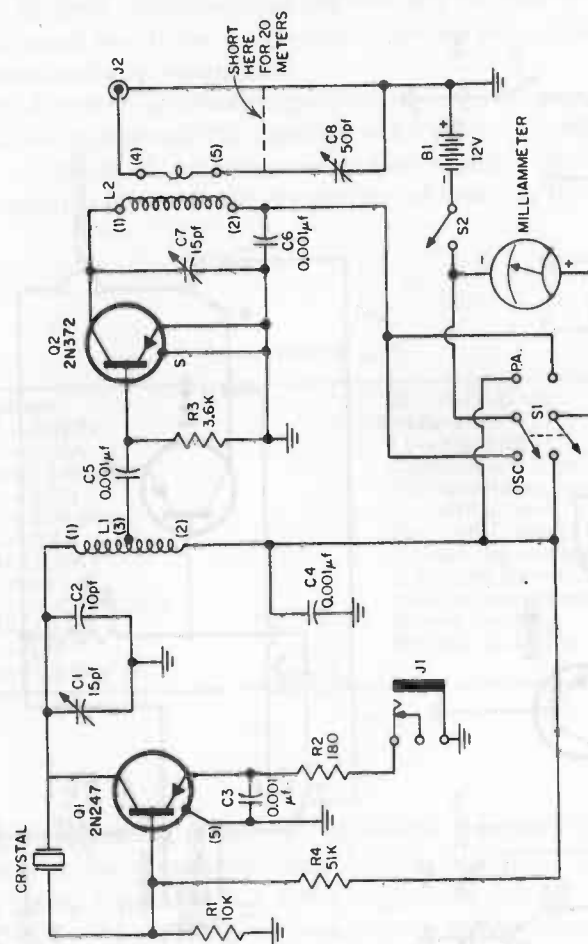 CRYSTAL
Q1
2N247
(5)
R1
10K
R4
51K
C3
0.001
µf
R2
180
J1
C1
15pf
C2
10pf
(1)
L1
(3)
(2)
C4
0.001µf
C5
0.001µf
R3
3.6K
Q2
2N372
S
C7
15pf
L2
(1)
(2)
C6
0.001µf
(4)
(5)
J2
SHORT
HERE
FOR 20
METERS
C8
50pf
B1
-
+
12V
S2
OSC
P.A.
S1
-
+
MILLIAMMETER